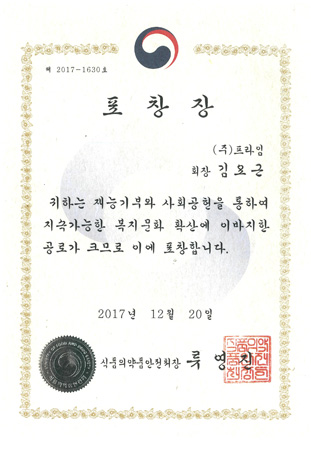 제 2017-1630호
표 창 장
(주)프라임
회장 김모근
귀하는 재능기부와 사회공헌을 통하여
지속가능한 복지문화 확산에 이바지한
공로가 크므로 이에 표창합니다.
2017년 12월 20일
식품의약품안전처장 류 영 진